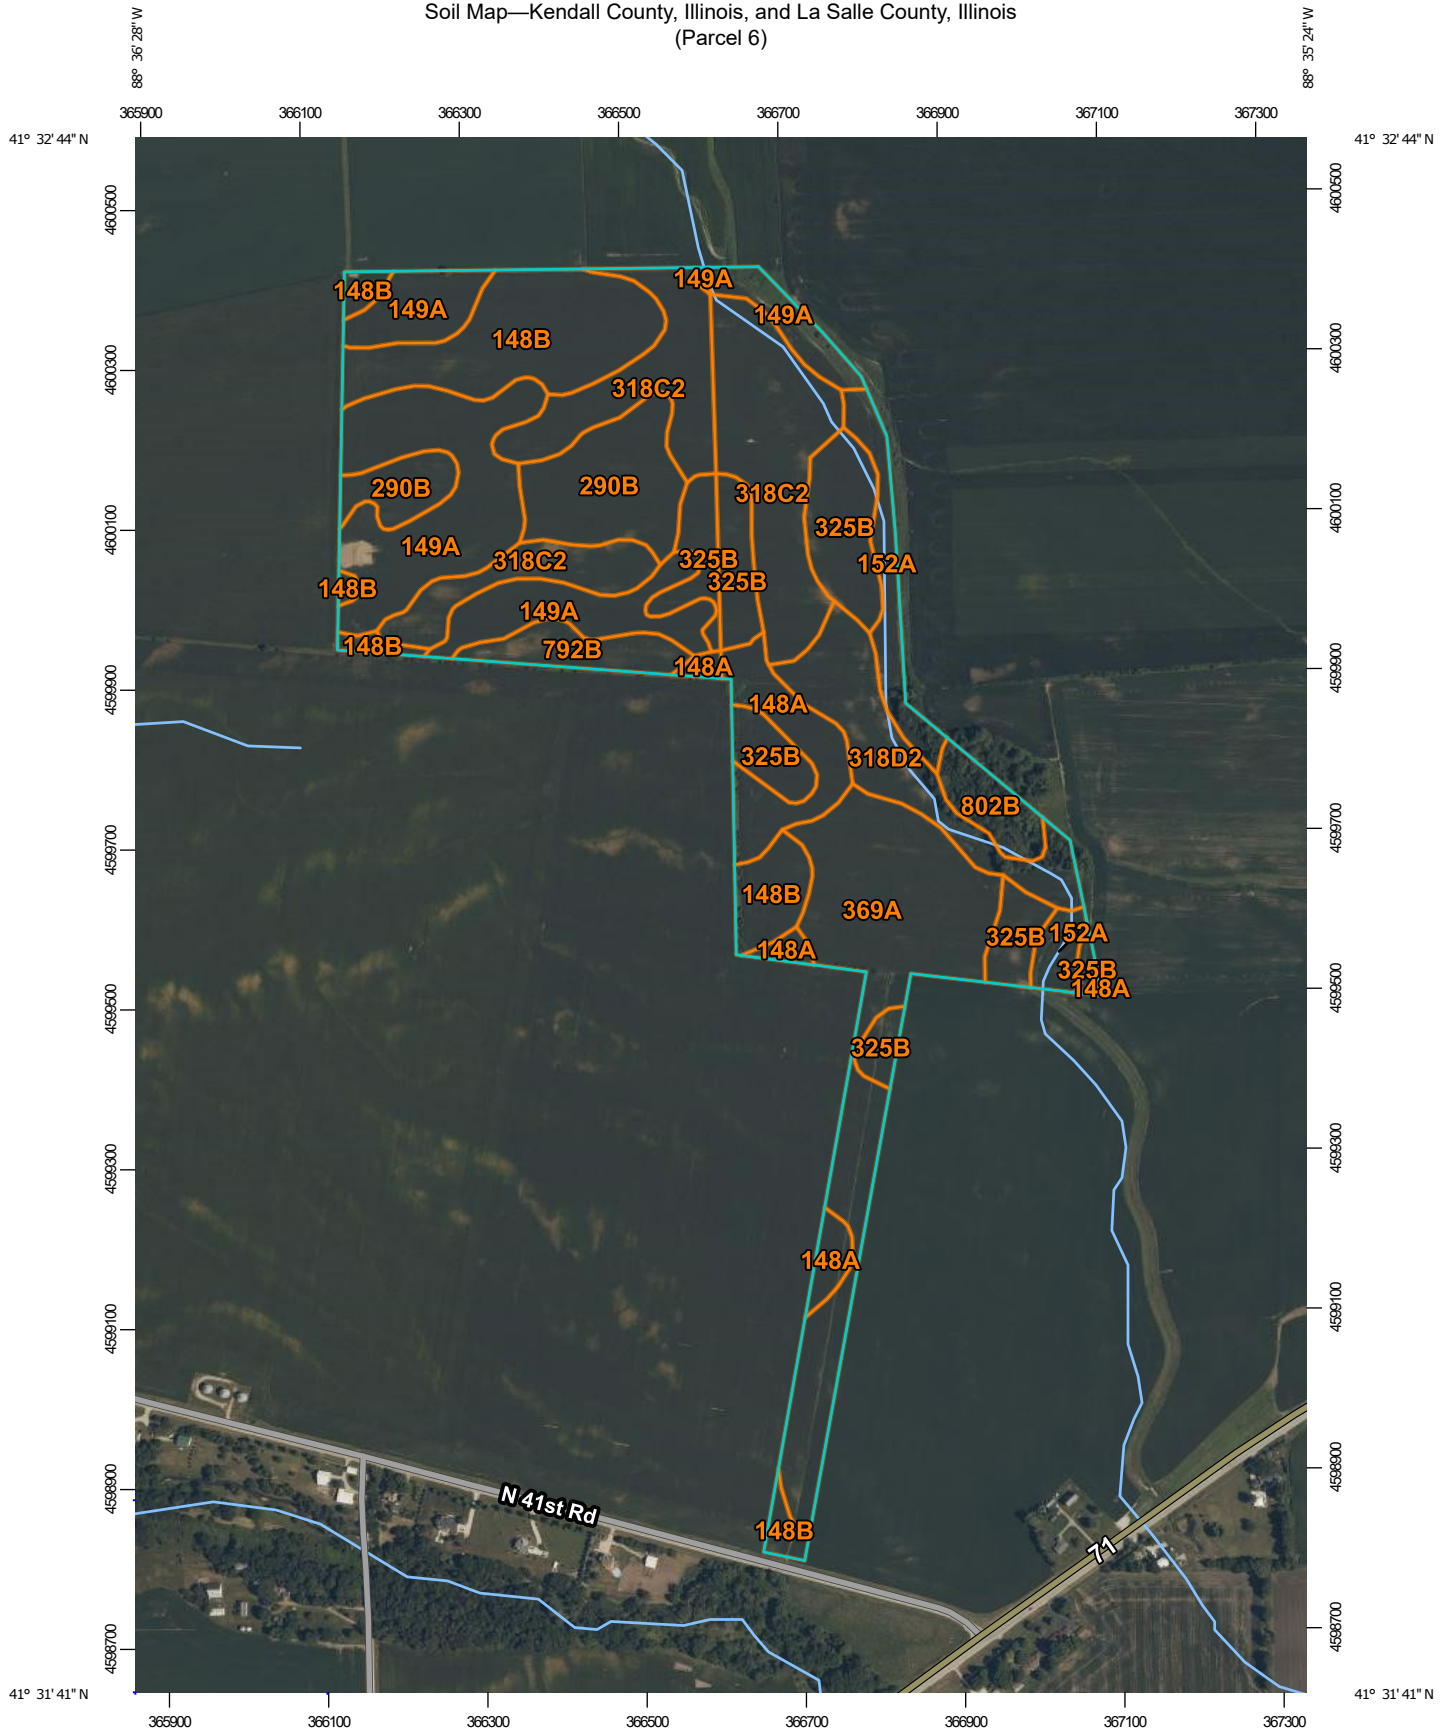 Soil Map—Kendall County, Illinois, and La Salle County, Illinois
(Parcel 6)
88° 36' 28'' W
88° 35' 24'' W
365900 366100 366300 366500 366700 366900 367100 367300
41° 32' 44'' N
41° 32' 44'' N
4600500
4600500
149A
148B
149A
149A
148B
4600300
4600300
318C2
290B
290B
318C2
4600100
4600100
325B
149A
318C2
325B
152A
325B
148B
149A
148B
792B
148A
4599900
4599900
148A
325B
318D2
802B
4599700
4599700
148B
369A
325B
152A
148A
325B
148A
4599500
4599500
325B
4599300
4599300
148A
4599100
4599100
4598900
4598900
N 41st Rd
148B
71
4598700
4598700
41° 31' 41'' N
41° 31' 41'' N
365900 366100 366300 366500 366700 366900 367100 367300